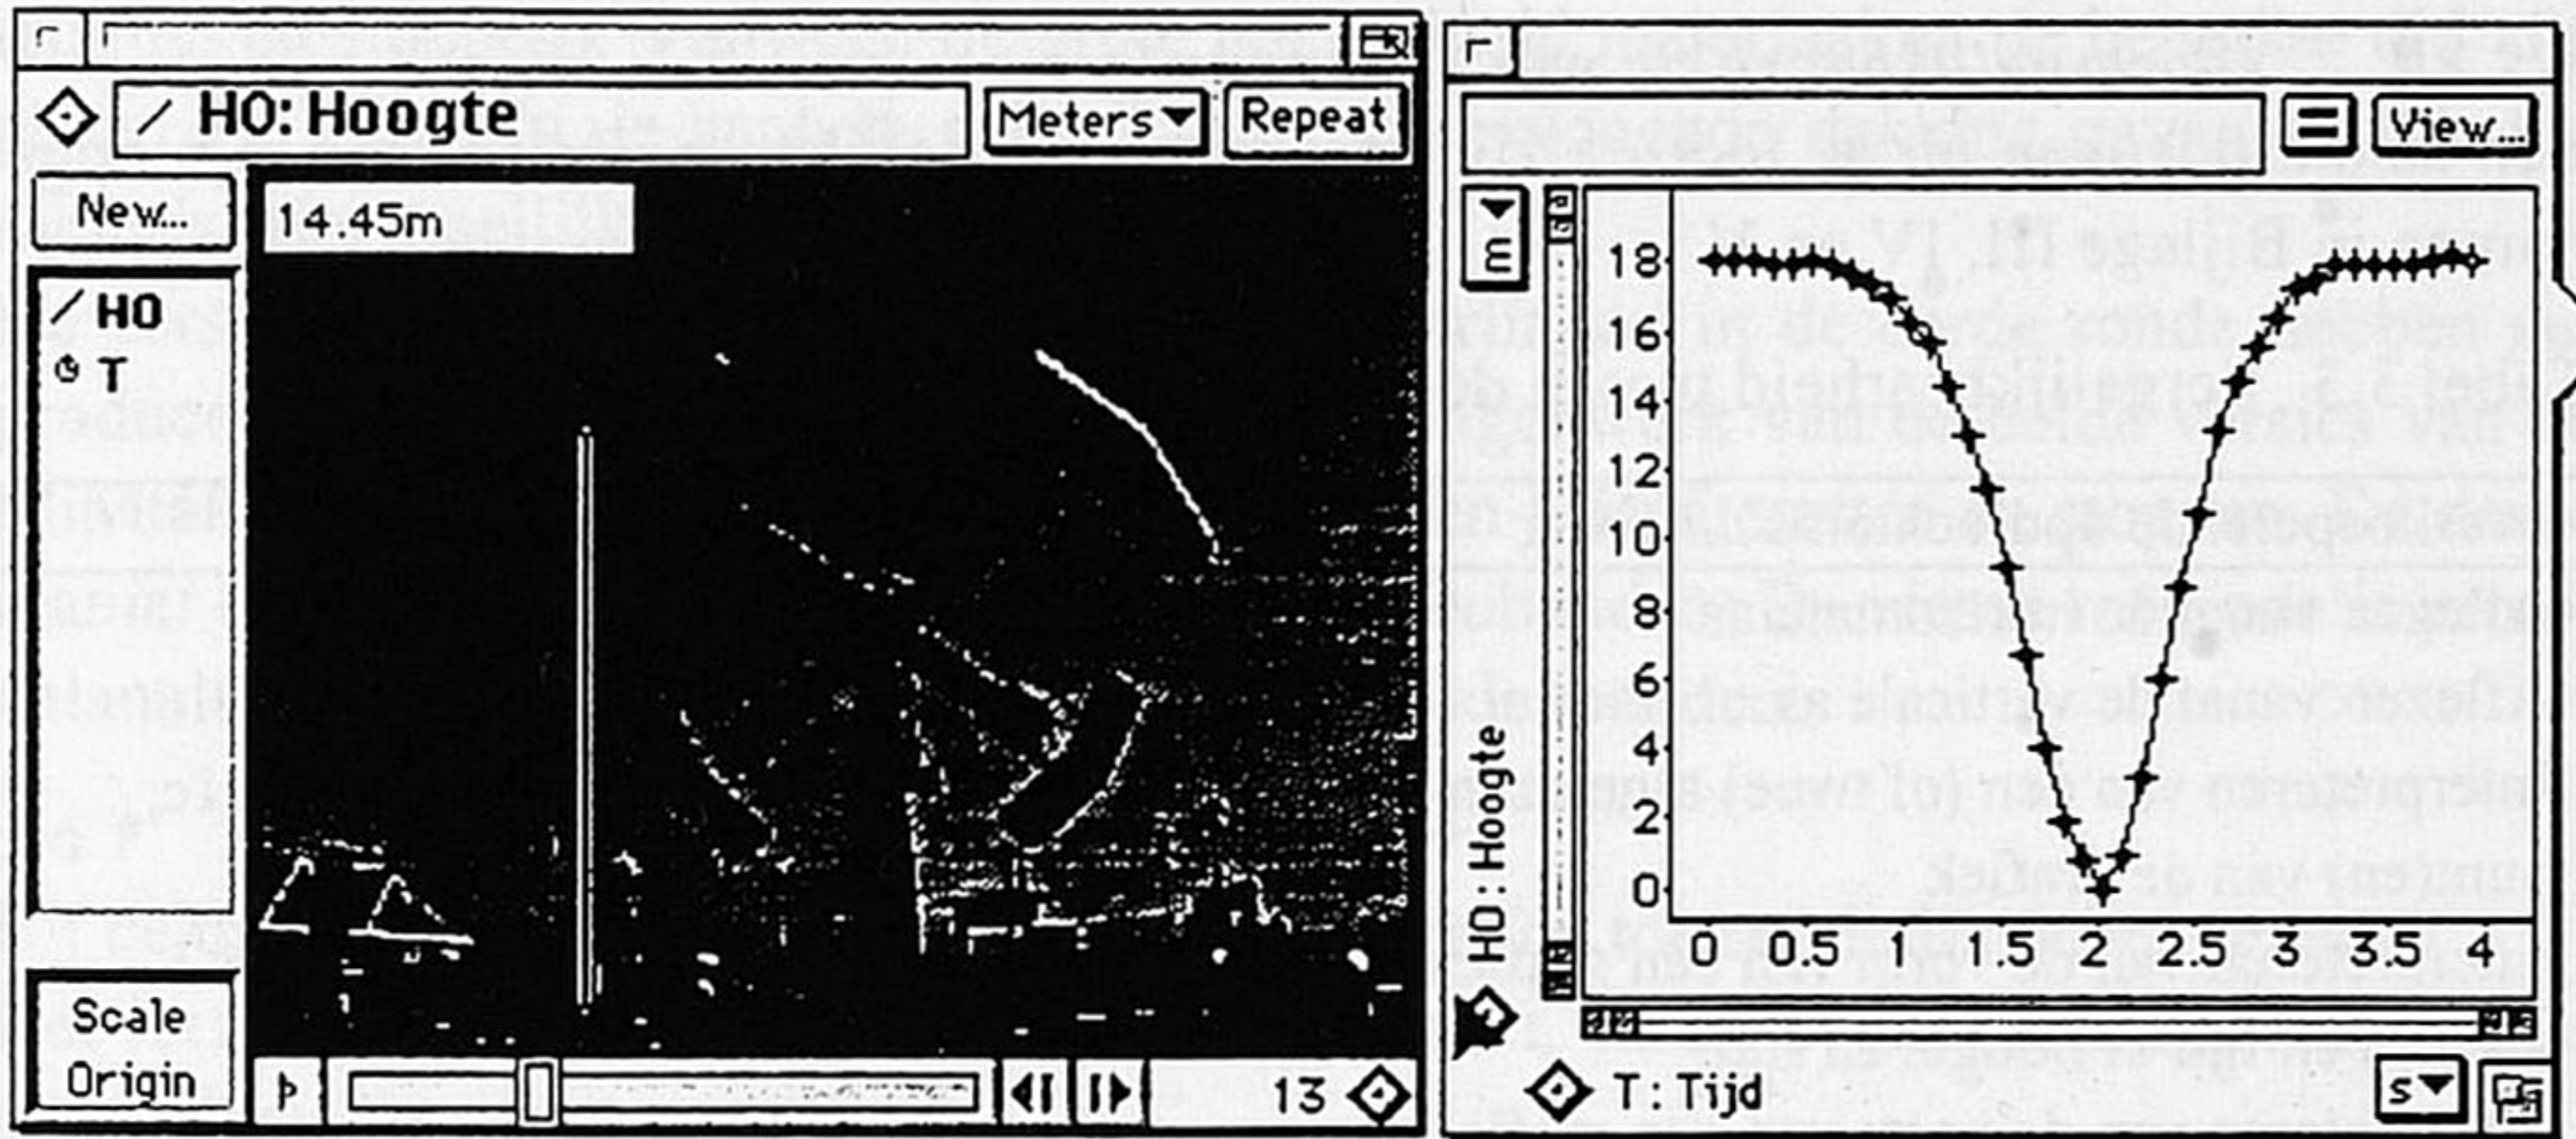 HO: Hoogte
Meters
Repeat
New...
14.45m
HO
T
Scale
Origin
13
=
View...
m
HO: Hoogte
18
16
14
12
10
8
6
4
2
0
0 0.5 1 1.5 2 2.5 3 3.5 4
T: Tijd
s